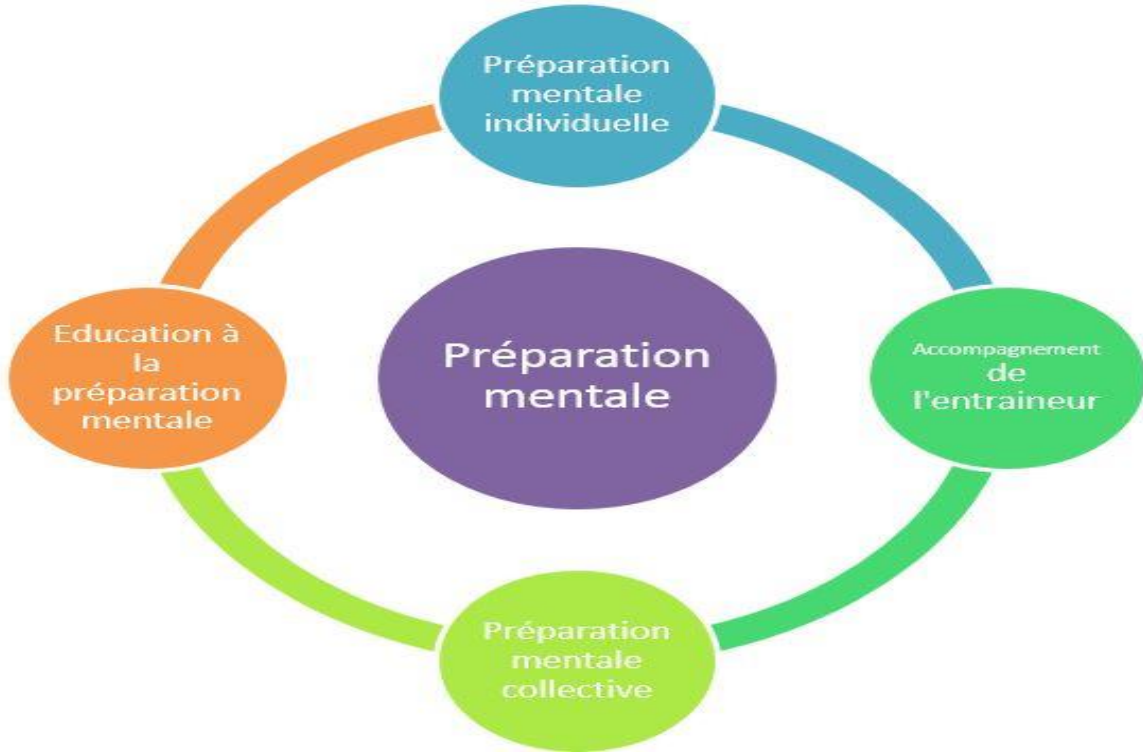 Préparation
mentale
individuelle
Education à
la
préparation
mentale
Préparation
mentale
Accompagnement
de
l'entraineur
Préparation
mentale
collective